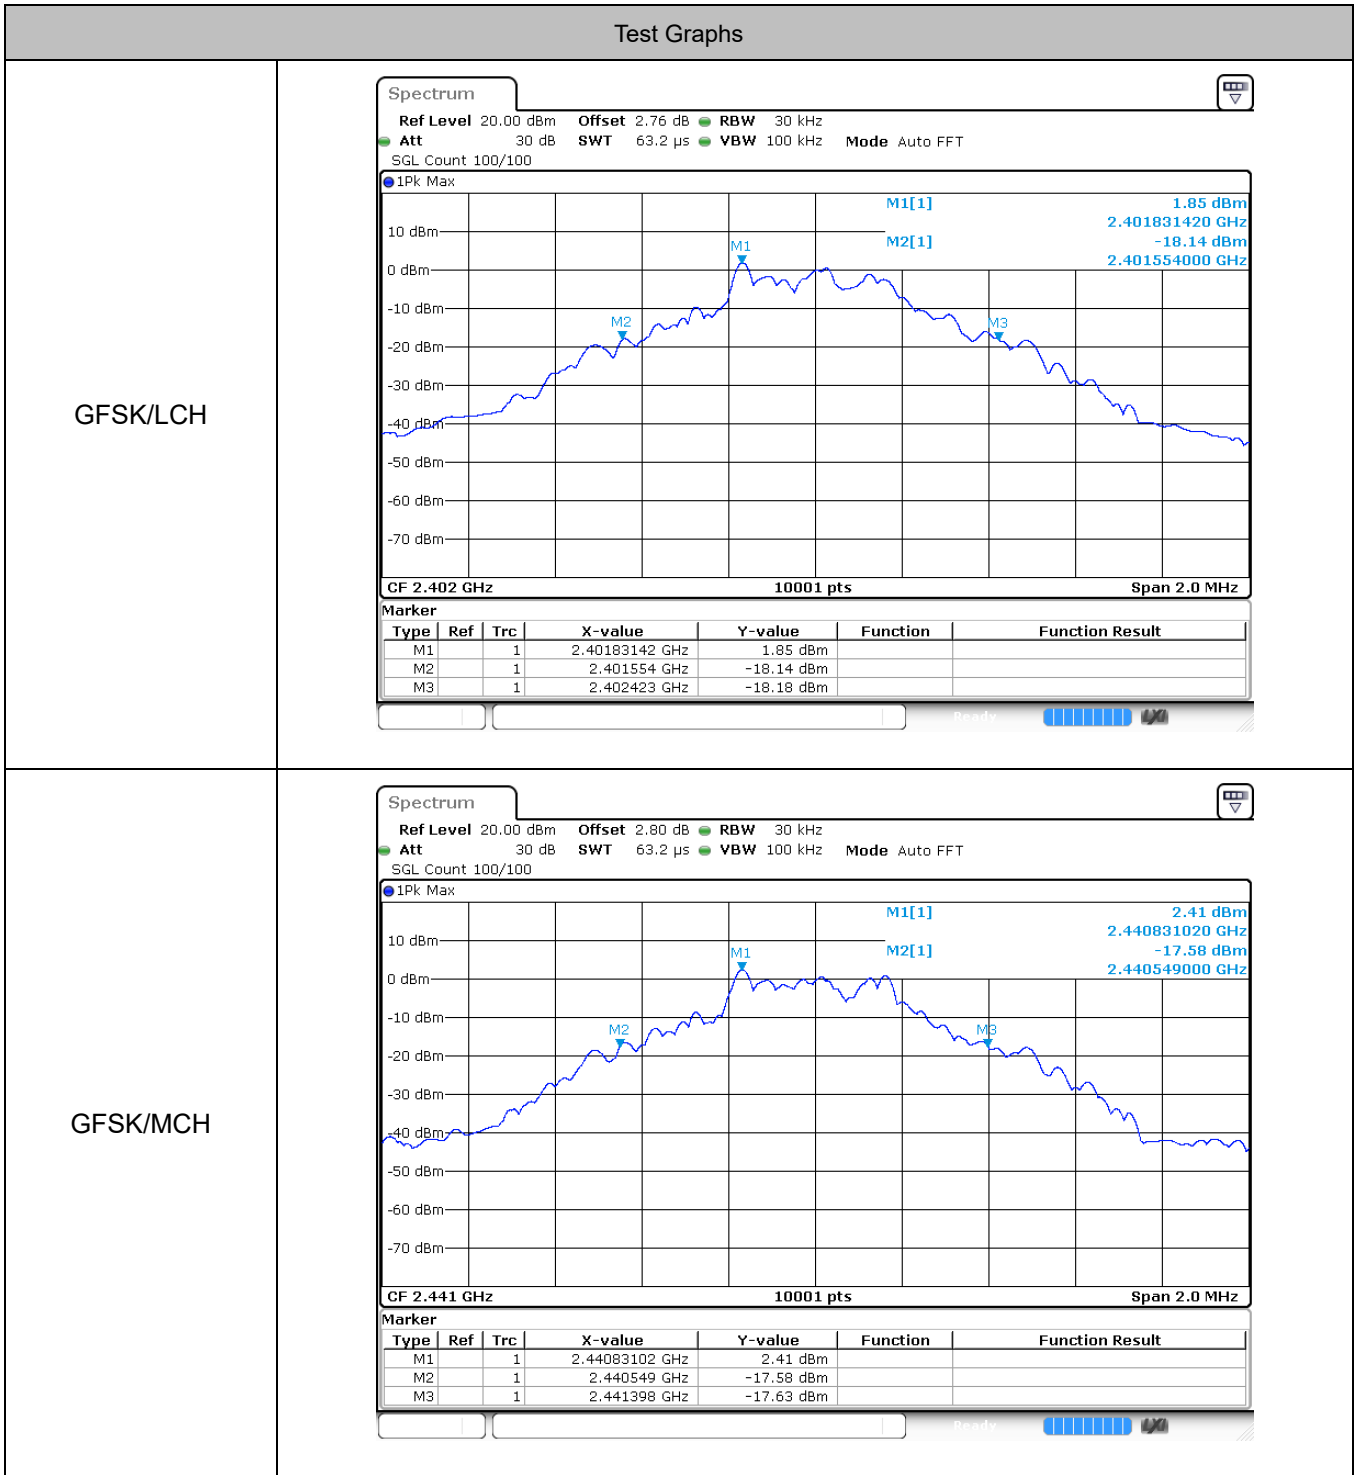 Test Graphs
GFSK/LCH
Spectrum
Ref Level 20.00 dBm Offset 2.76 dB RBW 30 kHz
Att 30 dB SWT 63.2 µs VBW 100 kHz Mode Auto FFT
SGL Count 100/100
1Pk Max
M1[1] 1.85 dBm
2.401831420 GHz
M2[1] -18.14 dBm
2.401554000 GHz
10 dBm
0 dBm
-10 dBm
-20 dBm
-30 dBm
-40 dBm
-50 dBm
-60 dBm
-70 dBm
M1
M2
M3
CF 2.402 GHz 10001 pts Span 2.0 MHz
Marker
Type Ref Trc X-value Y-value Function Function Result
M1 1 2.40183142 GHz 1.85 dBm
M2 1 2.401554 GHz -18.14 dBm
M3 1 2.402423 GHz -18.18 dBm
Ready LXI
GFSK/MCH
Spectrum
Ref Level 20.00 dBm Offset 2.80 dB RBW 30 kHz
Att 30 dB SWT 63.2 µs VBW 100 kHz Mode Auto FFT
SGL Count 100/100
1Pk Max
M1[1] 2.41 dBm
2.440831020 GHz
M2[1] -17.58 dBm
2.440549000 GHz
10 dBm
0 dBm
-10 dBm
-20 dBm
-30 dBm
-40 dBm
-50 dBm
-60 dBm
-70 dBm
M1
M2
M3
CF 2.441 GHz 10001 pts Span 2.0 MHz
Marker
Type Ref Trc X-value Y-value Function Function Result
M1 1 2.44083102 GHz 2.41 dBm
M2 1 2.440549 GHz -17.58 dBm
M3 1 2.441398 GHz -17.63 dBm
Ready LXI